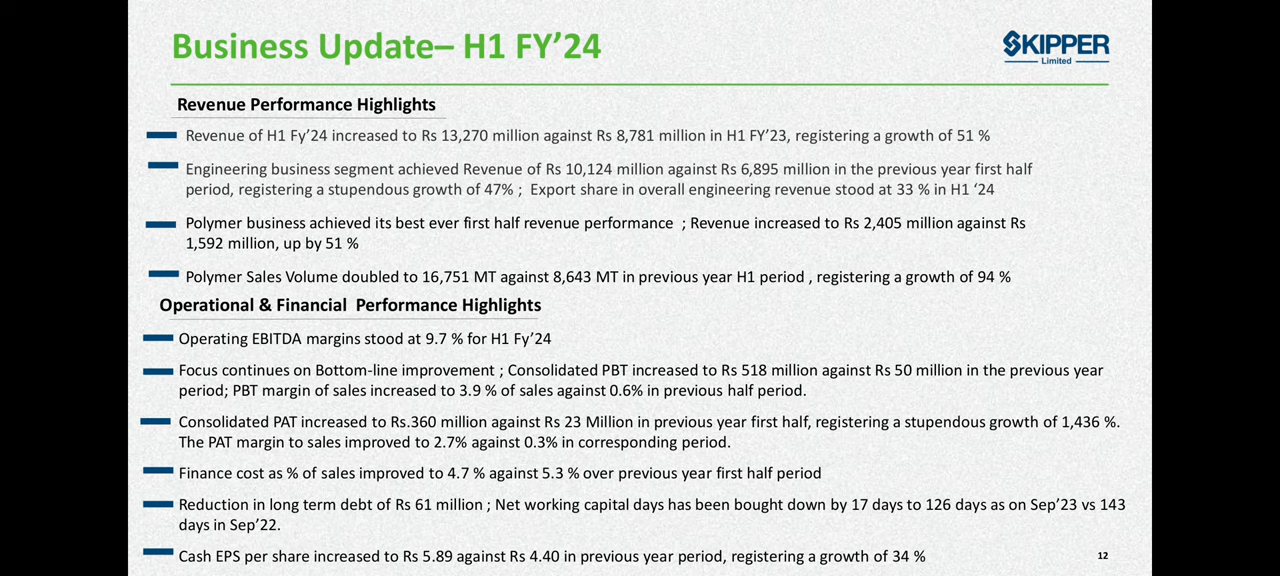 Business Update– H1 FY’24
SKIPPER
Limited
Revenue Performance Highlights
Revenue of H1 Fy’24 increased to Rs 13,270 million against Rs 8,781 million in H1 FY’23, registering a growth of 51 %
Engineering business segment achieved Revenue of Rs 10,124 million against Rs 6,895 million in the previous year first half
period, registering a stupendous growth of 47% ; Export share in overall engineering revenue stood at 33 % in H1 ‘24
Polymer business achieved its best ever first half revenue performance ; Revenue increased to Rs 2,405 million against Rs
1,592 million, up by 51 %
Polymer Sales Volume doubled to 16,751 MT against 8,643 MT in previous year H1 period , registering a growth of 94 %
Operational & Financial Performance Highlights
Operating EBITDA margins stood at 9.7 % for H1 Fy’24
Focus continues on Bottom-line improvement ; Consolidated PBT increased to Rs 518 million against Rs 50 million in the previous year
period; PBT margin of sales increased to 3.9 % of sales against 0.6% in previous half period.
Consolidated PAT increased to Rs.360 million against Rs 23 Million in previous year first half, registering a stupendous growth of 1,436 %.
The PAT margin to sales improved to 2.7% against 0.3% in corresponding period.
Finance cost as % of sales improved to 4.7 % against 5.3 % over previous year first half period
Reduction in long term debt of Rs 61 million ; Net working capital days has been bought down by 17 days to 126 days as on Sep’23 vs 143
days in Sep’22.
Cash EPS per share increased to Rs 5.89 against Rs 4.40 in previous year period, registering a growth of 34 %
12